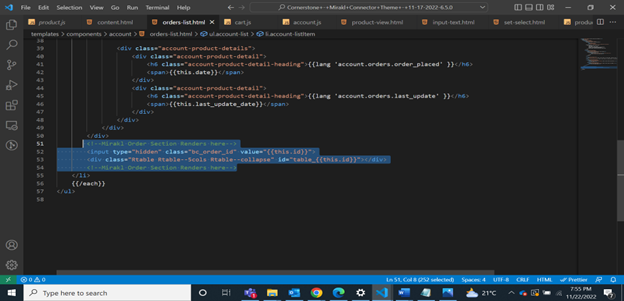 File Edit Selection View Go Run Terminal Help
Cornerstone + Mirakl + Connector + Theme + -11-17-2022-6.5.0
product.js content.html orders-list.html cart.js account.js product-view.html input-text.html set-select.html
templates > components > account > orders-list.html > ul.account-list > li.account-listItem
39 <div class="account-product-details">
40 <div class="account-product-detail">
41 <h6 class="account-product-detail-heading">{{lang 'account.orders.order_placed' }}</h6>
42 <span>{{this.date}}</span>
43 </div>
44 <div class="account-product-detail">
45 <h6 class="account-product-detail-heading">{{lang 'account.orders.last_update' }}</h6>
46 <span>{{this.last_update_date}}</span>
47 </div>
48 </div>
49 </div>
50 </div>
51 <!--Mirakl Order Section Renders here-->
52 <input type="hidden" class="bc_order_id" value="{{this.id}}">
53 <div class="Rtable Rtable--5cols Rtable--collapse" id="table_{{this.id}}"></div>
54 <!--Mirakl Order Section Renders here-->
55 </li>
56 {{/each}}
57 </ul>
58
0 0 Ln 51, Col 8 (252 selected) Spaces: 4 UTF-8 CRLF HTML Prettier
Type here to search 21°C 7:55 PM
11/22/2022